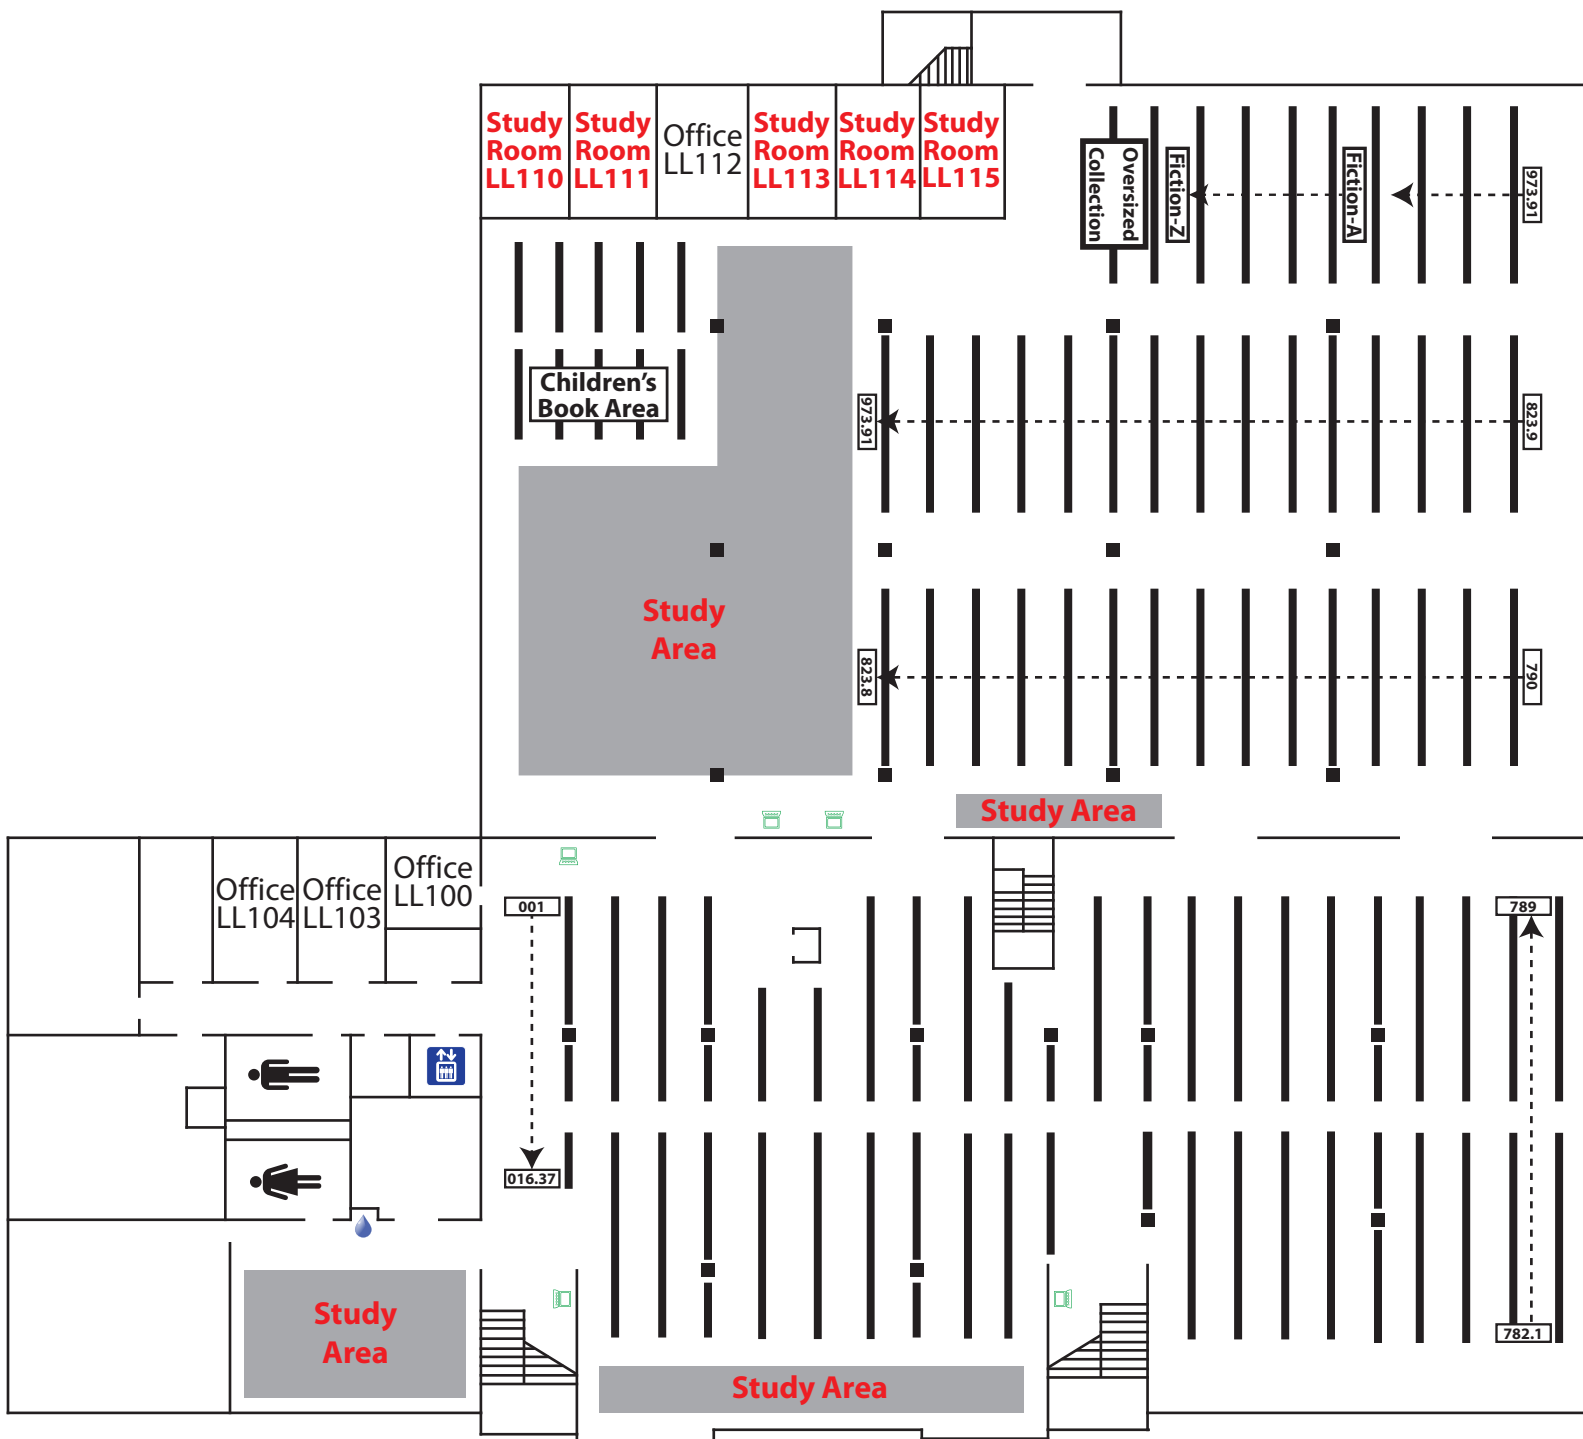 Study
Room
LL110
Study
Room
LL111
Office
LL112
Study
Room
LL113
Study
Room
LL114
Study
Room
LL115
Oversized
Collection
Fiction-Z
Fiction-A
973.91
Children's
Book Area
973.91
823.9
Study
Area
823.8
790
Study Area
Office
LL104
Office
LL103
Office
LL100
001
789
016.37
782.1
Study
Area
Study Area